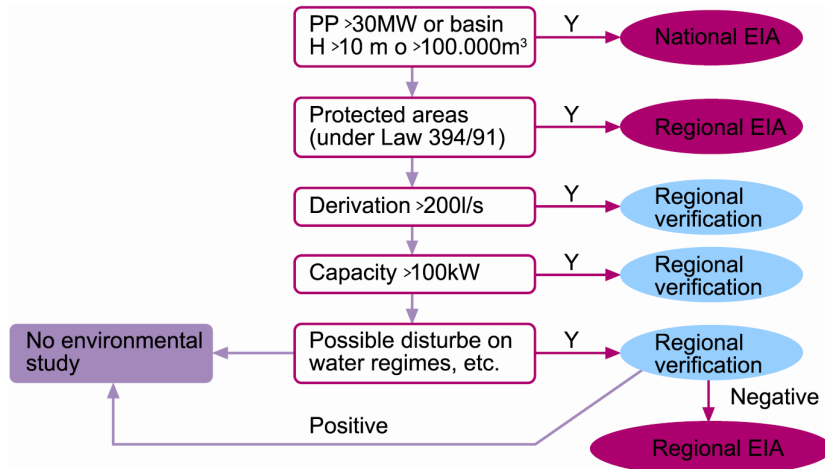 PP >30MW or basin
H >10 m o >100.000m³
Y
National EIA
Protected areas
(under Law 394/91)
Y
Regional EIA
Derivation >200l/s
Y
Regional
verification
Capacity >100kW
Y
Regional
verification
No environmental
study
Possible disturbe on
water regimes, etc.
Y
Regional
verification
Negative
Positive
Regional EIA